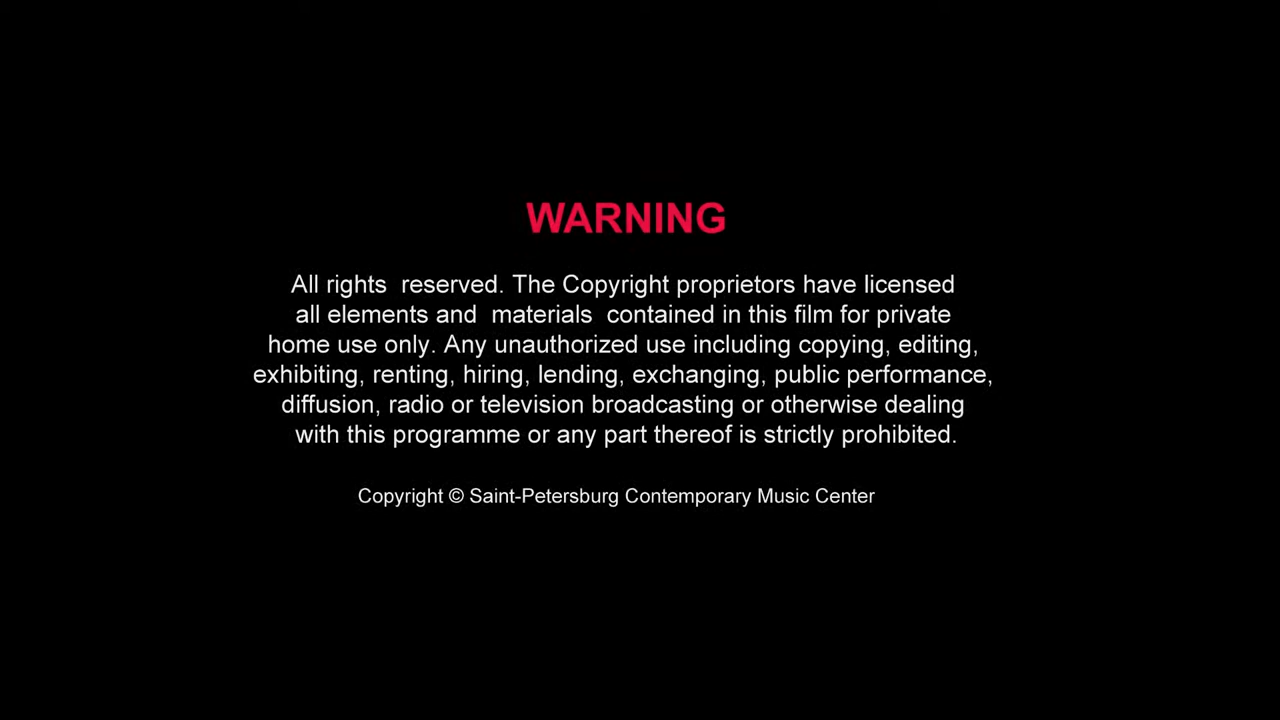 WARNING
All rights  reserved. The Copyright proprietors have licensed
all elements and  materials  contained in this film for private
home use only. Any unauthorized use including copying, editing,
exhibiting, renting, hiring, lending, exchanging, public performance,
diffusion, radio or television broadcasting or otherwise dealing
with this programme or any part thereof is strictly prohibited.
Copyright © Saint-Petersburg Contemporary Music Center